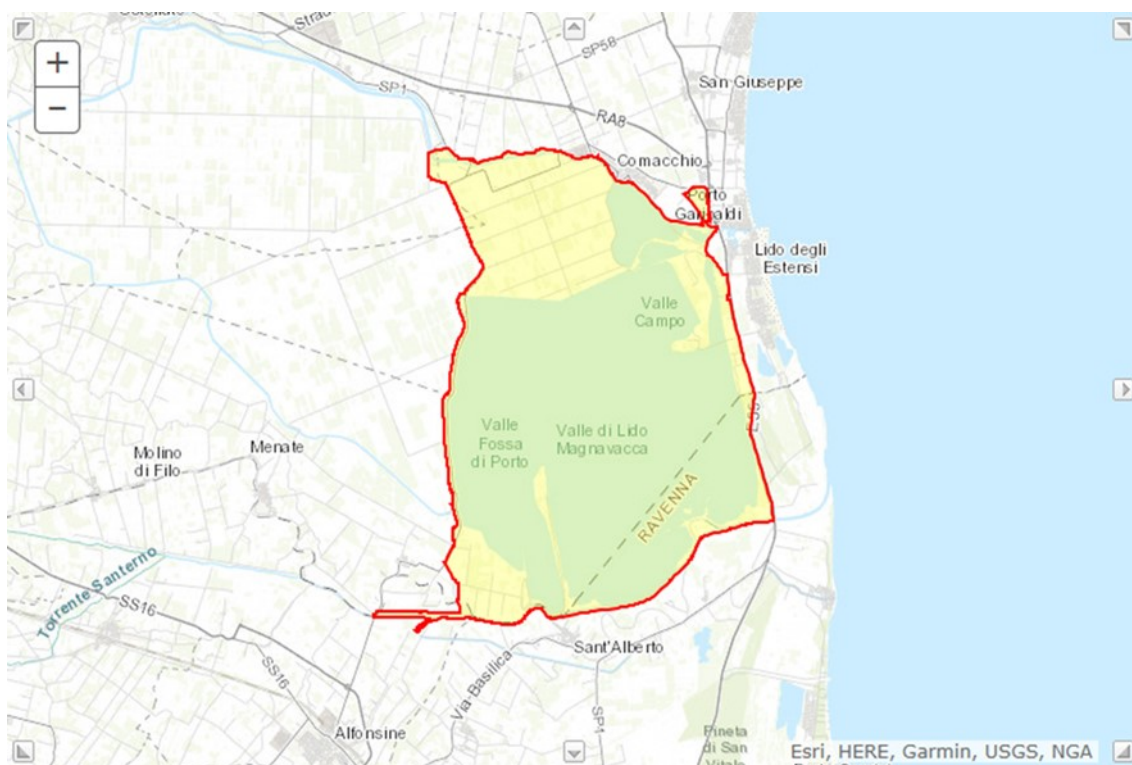 SP58
San Giuseppe
SP1
RA8
Comacchio
Porto
Garibaldi
Lido degli
Estensi
Valle
Campo
E55
Valle
Fossa
di Porto
Valle di Lido
Magnavacca
Molino
di Filo
Menate
RAVENNA
Torrente Santerno
SS16
Sant'Alberto
SS16
Via-Basilica
SP1
Alfonsine
Pineta
di San
Vitale
Esri, HERE, Garmin, USGS, NGA